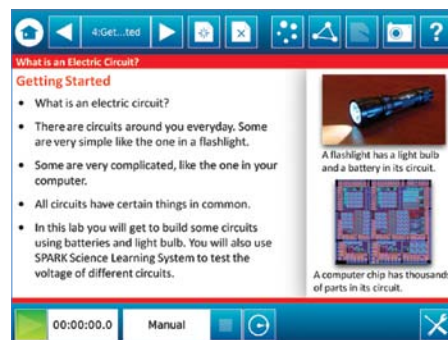 4:Get...ted
?
What is an Electric Circuit?
Getting Started
• What is an electric circuit?
• There are circuits around you everyday. Some
are very simple like the one in a flashlight.
• Some are very complicated, like the one in your
computer.
• All circuits have certain things in common.
• In this lab you will get to build some circuits
using batteries and light bulb. You will also use
SPARK Science Learning System to test the
voltage of different circuits.
A flashlight has a light bulb
and a battery in its circuit.
A computer chip has thousands
of parts in its circuit.
00:00:00.0
Manual